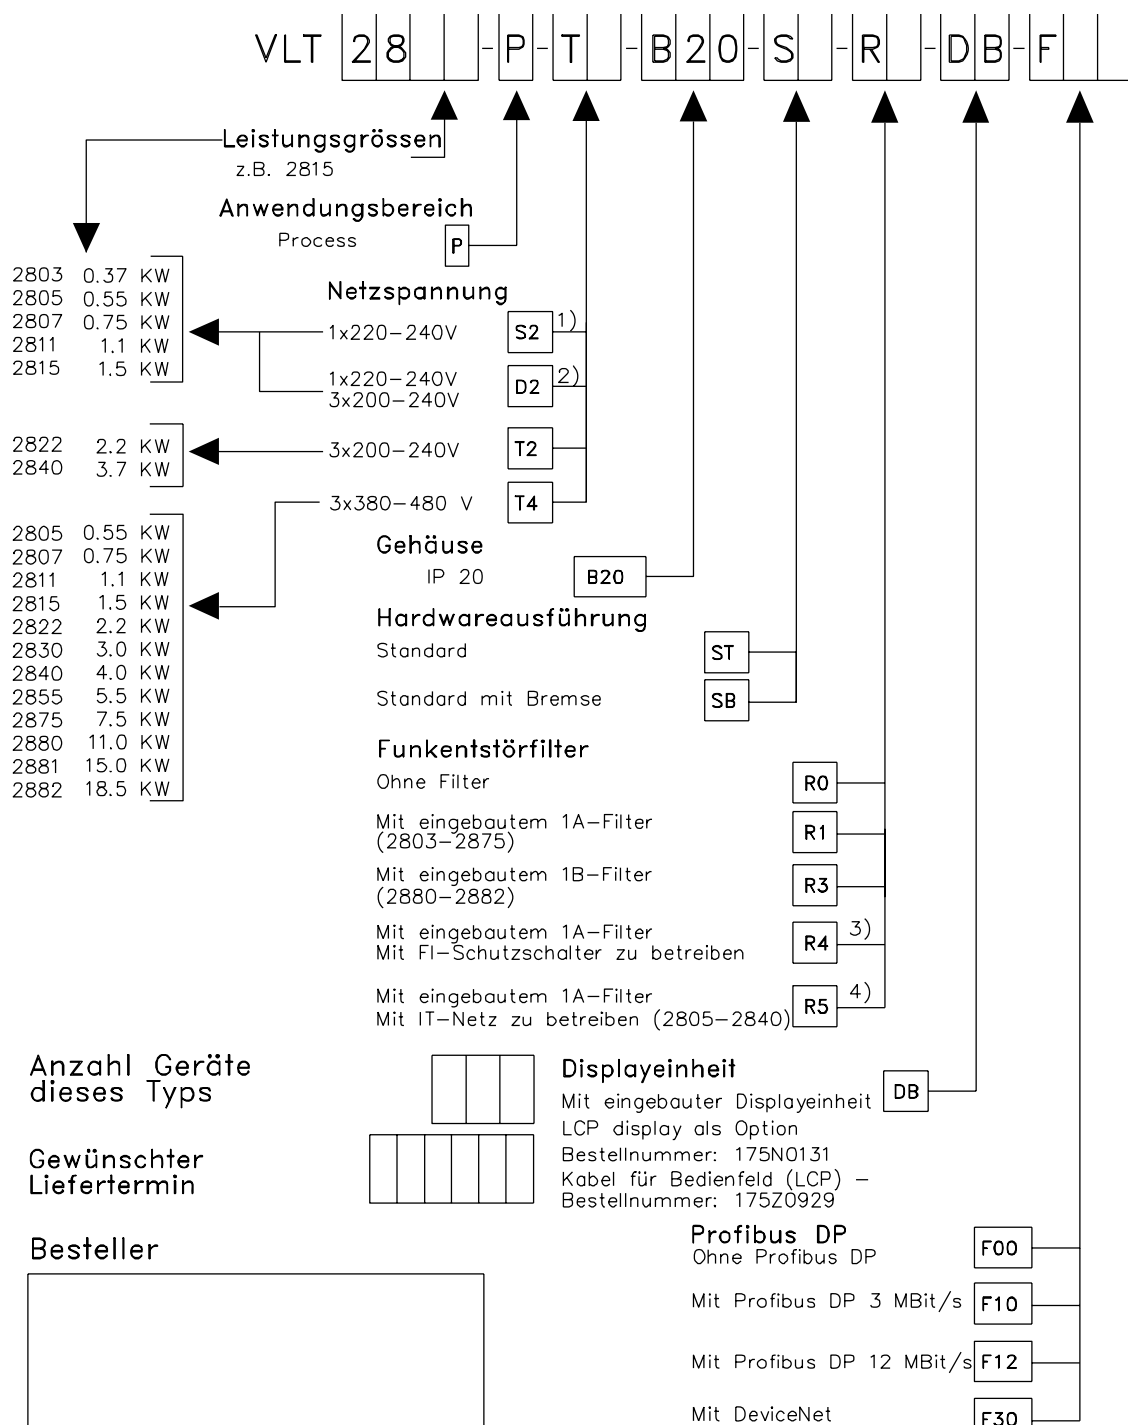 VLT 28 -P-T -B20-S -R -DB-F
Leistungsgrössen
z.B. 2815
Anwendungsbereich
Process P
2803 0.37 KW
2805 0.55 KW
2807 0.75 KW
2811 1.1 KW
2815 1.5 KW
Netzspannung
1x220-240V S2 1)
1x220-240V
3x200-240V D2 2)
2822 2.2 KW
2840 3.7 KW
3x200-240V T2
3x380-480 V T4
2805 0.55 KW
2807 0.75 KW
2811 1.1 KW
2815 1.5 KW
2822 2.2 KW
2830 3.0 KW
2840 4.0 KW
2855 5.5 KW
2875 7.5 KW
2880 11.0 KW
2881 15.0 KW
2882 18.5 KW
Gehäuse
IP 20 B20
Hardwareausführung
Standard ST
Standard mit Bremse SB
Funkentstörfilter
Ohne Filter R0
Mit eingebautem 1A-Filter
(2803-2875) R1
Mit eingebautem 1B-Filter
(2880-2882) R3
Mit eingebautem 1A-Filter
Mit FI-Schutzschalter zu betreiben R4 3)
Mit eingebautem 1A-Filter
Mit IT-Netz zu betreiben (2805-2840) R5 4)
Anzahl Geräte
dieses Typs
Gewünschter
Liefertermin
Displayeinheit
Mit eingebauter Displayeinheit DB
LCP display als Option
Bestellnummer: 175N0131
Kabel für Bedienfeld (LCP) -
Bestellnummer: 175Z0929
Besteller
Profibus DP
Ohne Profibus DP F00
Mit Profibus DP 3 MBit/s F10
Mit Profibus DP 12 MBit/s F12
Mit DeviceNet F30